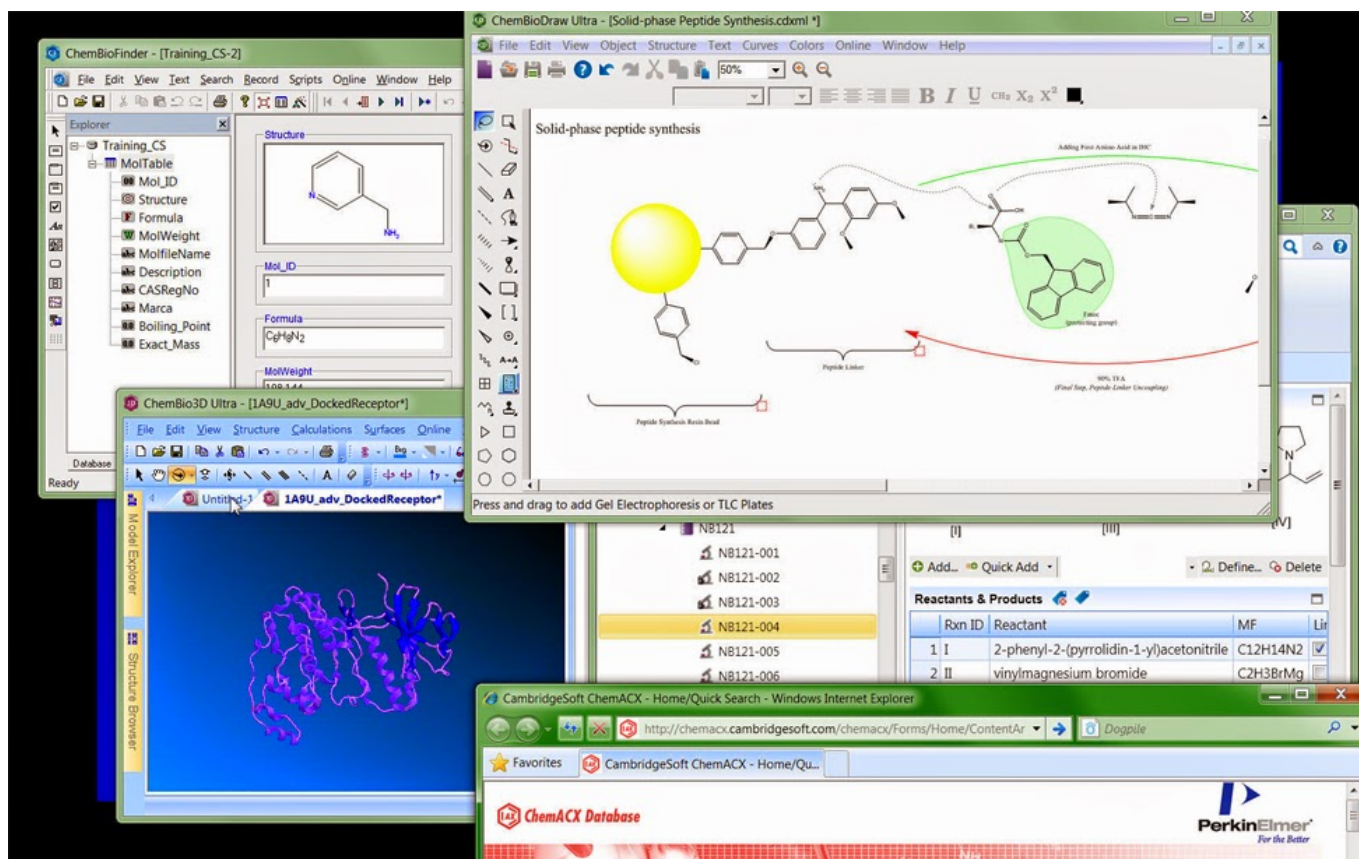 ChemBioFinder - [Training_CS-2]
File Edit View Text Search Record Scripts Online Window Help
Explorer
Training_CS
MolTable
Mol_ID
Structure
Formula
MolWeight
MolfileName
Description
CASRegNo
Marca
Boiling_Point
Exact_Mass
Database
Ready
Structure
N
NH2
Mol_ID
1
Formula
C6H8N2
MolWeight
108.144
ChemBioDraw Ultra - [Solid-phase Peptide Synthesis.cdxml *]
File Edit View Object Structure Text Curves Colors Online Window Help
50%
B I U CH2 X2 X2
Solid-phase peptide synthesis
Adding First Amino Acid in DIC
Fmoc
(protecting group)
Peptide Linker
90% TFA
(Final Step, Peptide-Linker Uncoupling)
Peptide Synthesis Resin Bead
Press and drag to add Gel Electrophoresis or TLC Plates
ChemBio3D Ultra - [1A9U_adv_DockedReceptor*]
File Edit View Structure Calculations Surfaces Online
Untitled-1 1A9U_adv_DockedReceptor*
Model Explorer
Structure Browser
NB121
NB121-001
NB121-002
NB121-003
NB121-004
NB121-005
NB121-006
N
[I] [III] [IV]
Add... Quick Add Define... Delete
Reactants & Products
Rxn ID Reactant MF
1 I 2-phenyl-2-(pyrrolidin-1-yl)acetonitrile C12H14N2
2 II vinylmagnesium bromide C2H3BrMg
CambridgeSoft ChemACX - Home/Quick Search - Windows Internet Explorer
http://chemacx.cambridgesoft.com/chemacx/Forms/Home/ContentAr Dogpile
Favorites CambridgeSoft ChemACX - Home/Qu...
ChemACX Database
PerkinElmer
For the Better